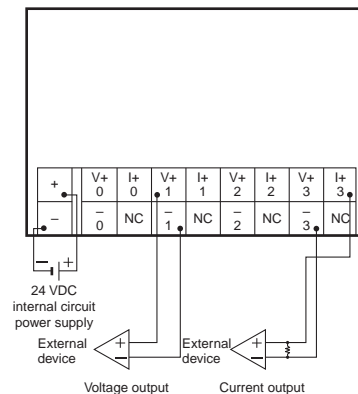 + V+ I+ V+ I+ V+ I+ V+ I+
0 0 1 1 2 2 3 3
− − NC − NC − NC − NC
0 1 2 3
− +
24 VDC
internal circuit
power supply
External
device
+
−
External
device
+
−
Voltage output
Current output